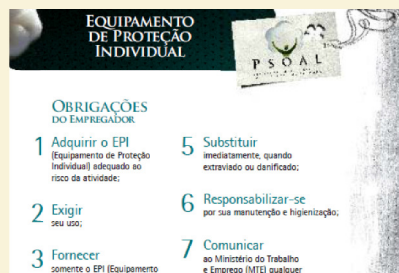 EQUIPAMENTO
DE PROTEÇÃO
INDIVIDUAL
PSOAL
OBRIGAÇÕES
DO EMPREGADOR
1 Adquirir o EPI
(Equipamento de Proteção
Individual) adequado ao
risco da atividade;
2 Exigir
seu uso;
3 Fornecer
somente o EPI (Equipamento
5 Substituir
imediatamente, quando
extraviado ou danificado;
6 Responsabilizar-se
por sua manutenção e higienização;
7 Comunicar
ao Ministério do Trabalho
e Emprego (MTE) qualquer